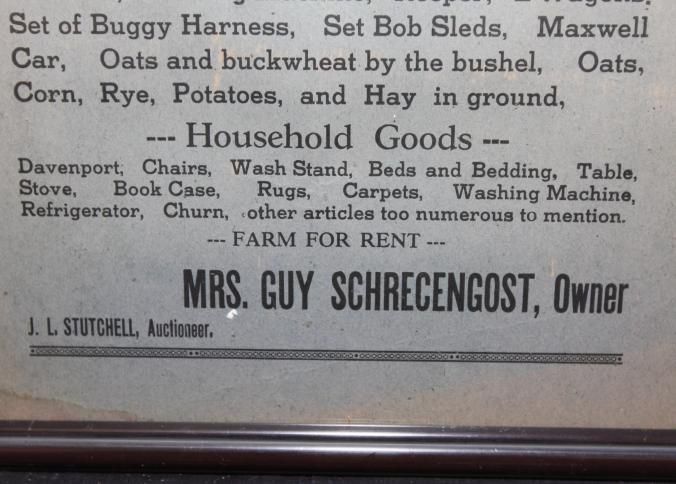 Set of Buggy Harness, Set Bob Sleds, Maxwell
Car, Oats and buckwheat by the bushel, Oats,
Corn, Rye, Potatoes, and Hay in ground,
--- Household Goods ---
Davenport, Chairs, Wash Stand, Beds and Bedding, Table,
Stove, Book Case, Rugs, Carpets, Washing Machine,
Refrigerator, Churn, other articles too numerous to mention.
--- FARM FOR RENT ---
MRS. GUY SCHRECENGOST, Owner
J. L. STUTCHELL, Auctioneer.